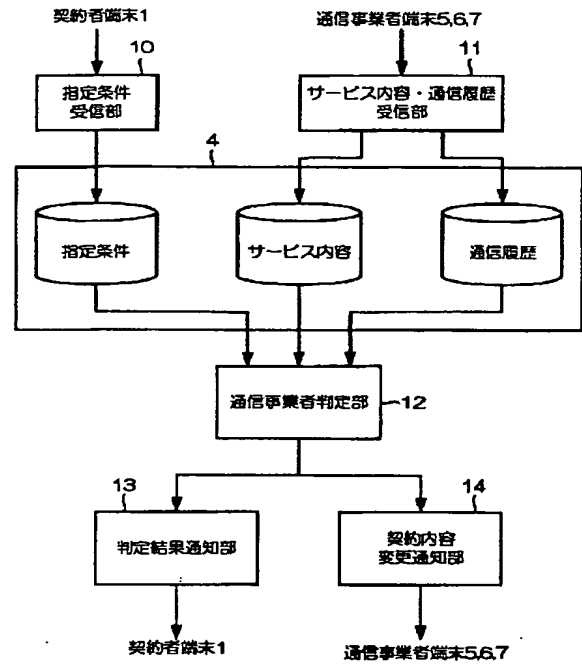 契約者端末1
通信事業者端末5,6,7
10
11
指定条件
受信部
サービス内容・通信履歴
受信部
4
指定条件
サービス内容
通信履歴
通信事業者判定部
12
13
14
判定結果通知部
契約内容
変更通知部
契約者端末1
通信事業者端末5,6,7